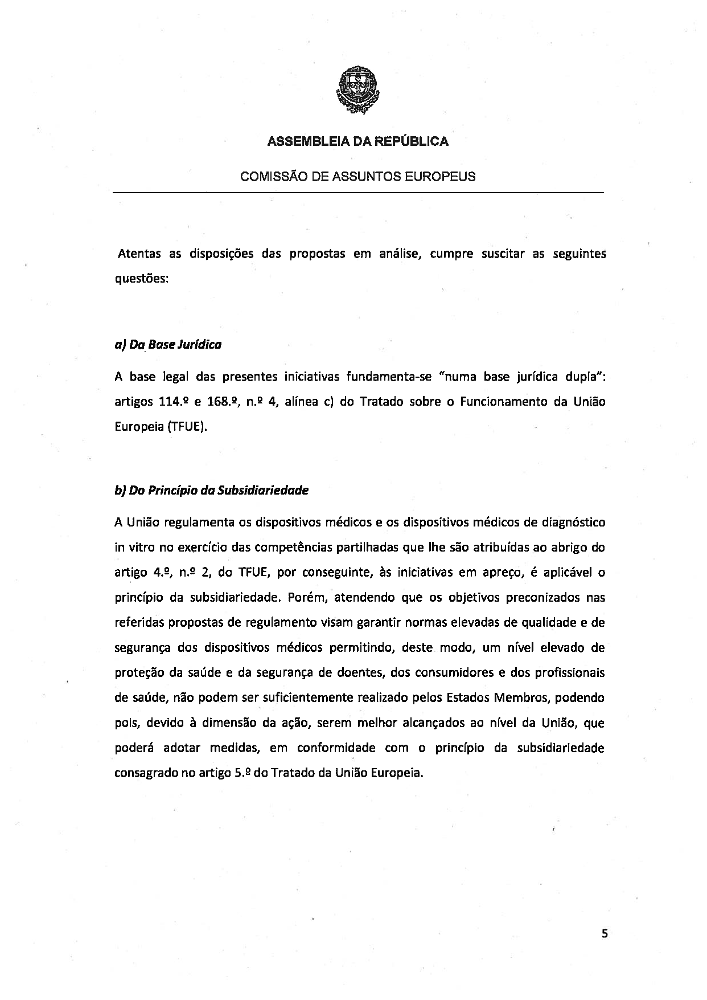 ASSEMBLEIA DA REPÚBLICA
COMISSÃO DE ASSUNTOS EUROPEUS
Atentas as disposições das propostas em análise, cumpre suscitar as seguintes
questões:
a) Da Base Jurídica
A base legal das presentes iniciativas fundamenta-se "numa base jurídica dupla":
artigos 114.º e 168.º, n.º 4, alínea c) do Tratado sobre o Funcionamento da União
Europeia (TFUE).
b) Do Princípio da Subsidiariedade
A União regulamenta os dispositivos médicos e os dispositivos médicos de diagnóstico
in vitro no exercício das competências partilhadas que lhe são atribuídas ao abrigo do
artigo 4.º, n.º 2, do TFUE, por conseguinte, às iniciativas em apreço, é aplicável o
princípio da subsidiariedade. Porém, atendendo que os objetivos preconizados nas
referidas propostas de regulamento visam garantir normas elevadas de qualidade e de
segurança dos dispositivos médicos permitindo, deste modo, um nível elevado de
proteção da saúde e da segurança de doentes, dos consumidores e dos profissionais
de saúde, não podem ser suficientemente realizado pelos Estados Membros, podendo
pois, devido à dimensão da ação, serem melhor alcançados ao nível da União, que
poderá adotar medidas, em conformidade com o princípio da subsidiariedade
consagrado no artigo 5.º do Tratado da União Europeia.
5